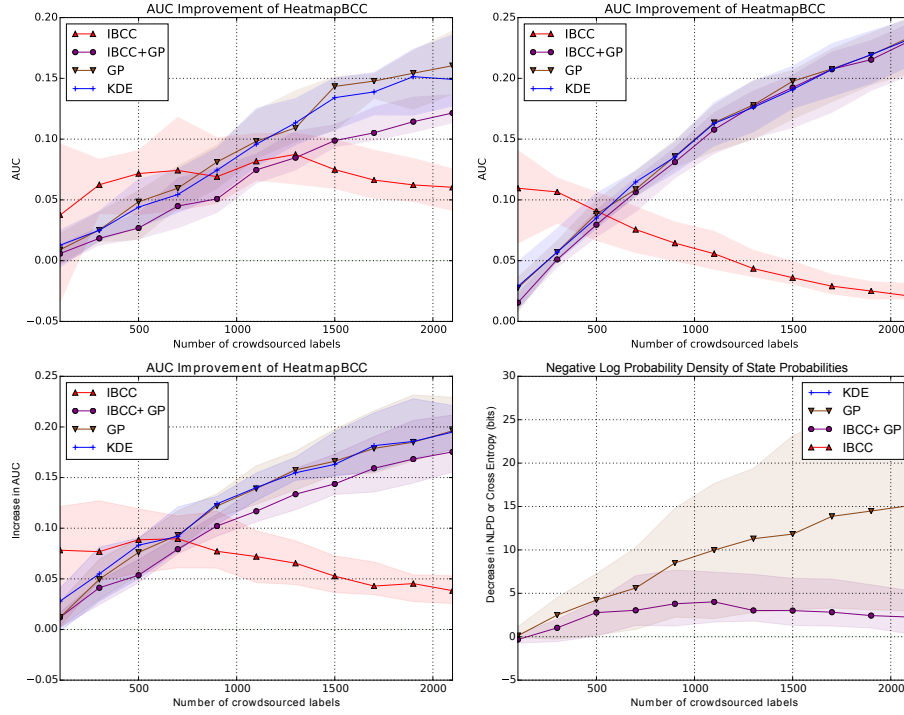 AUC Improvement of HeatmapBCC
0.20
0.15
0.10
0.05
0.00
−0.05
AUC
IBCC
IBCC+GP
GP
KDE
500
1000
1500
2000
Number of crowdsourced labels
AUC Improvement of HeatmapBCC
0.25
0.20
0.15
0.10
0.05
0.00
AUC
IBCC
IBCC+GP
GP
KDE
500
1000
1500
2000
Number of crowdsourced labels
AUC Improvement of HeatmapBCC
0.25
0.20
0.15
0.10
0.05
0.00
−0.05
Increase in AUC
IBCC
IBCC+ GP
GP
KDE
500
1000
1500
2000
Number of crowdsourced labels
Negative Log Probability Density of State Probabilities
30
25
20
15
10
5
0
−5
Decrease in NLPD or Cross Entropy (bits)
KDE
GP
IBCC+ GP
IBCC
500
1000
1500
2000
Number of crowdsourced labels